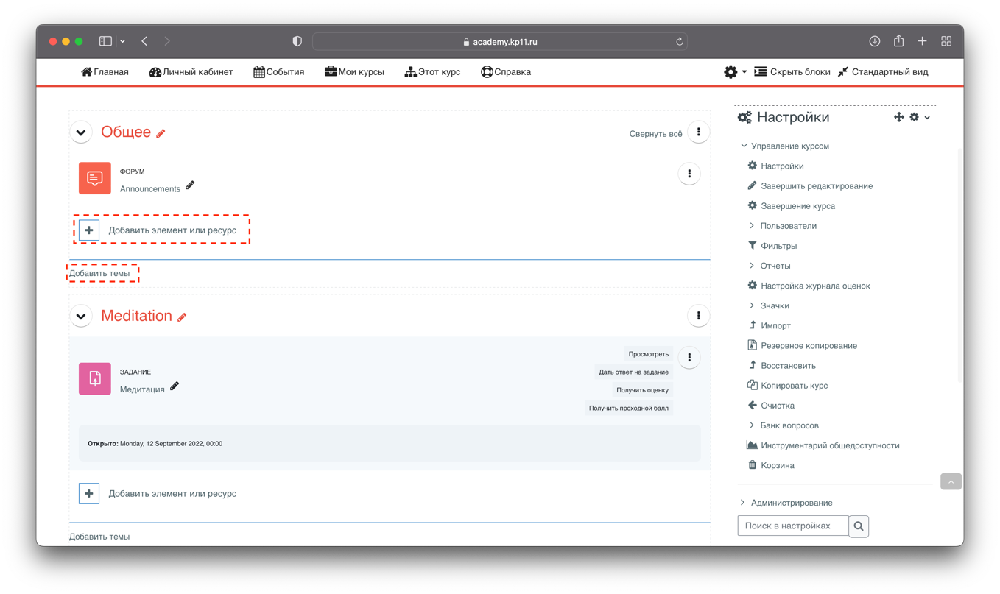 academy.kp11.ru
Главная Личный кабинет События Мои курсы Этот курс Справка Скрыть блоки Стандартный вид
Общее
Свернуть всё
ФОРУМ
Announcements
Добавить элемент или ресурс
Добавить темы
Meditation
ЗАДАНИЕ
Медитация
Просмотреть
Дать ответ на задание
Получить оценку
Получить проходной балл
Открыто: Monday, 12 September 2022, 00:00
Добавить элемент или ресурс
Добавить темы
Настройки
Управление курсом
Настройки
Завершить редактирование
Завершение курса
Пользователи
Фильтры
Отчеты
Настройка журнала оценок
Значки
Импорт
Резервное копирование
Восстановить
Копировать курс
Очистка
Банк вопросов
Инструментарий общедоступности
Корзина
Администрирование
Поиск в настройках